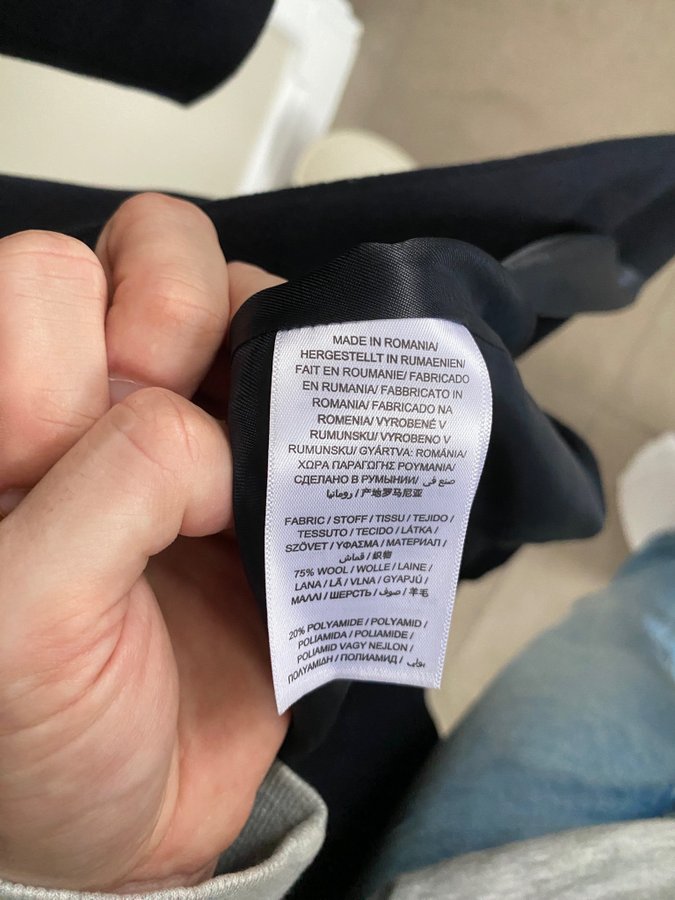 MADE IN ROMANIA/
HERGESTELLT IN RUMAENIEN/
FAIT EN ROUMANIE/ FABRICADO
EN RUMANIA/ FABBRICATO IN
ROMANIA/ FABRICADO NA
ROMENIA/ VYROBENÉ V
RUMUNSKU/ VYROBENO V
RUMUNSKU/ GYÁRTVA: ROMÁNIA/
ΧΩΡΑ ΠΑΡΑΓΩΓΗΣ ΡΟΥΜΑΝΙΑ/
СДЕЛАНО В РУМЫНИИ/ صنع في
رومانيا / 产地罗马尼亚
FABRIC / STOFF / TISSU / TEJIDO /
TESSUTO / TECIDO / LÁTKA /
SZÖVET / ΥΦΑΣΜΑ / МАТЕРИАЛ /
قماش / 织物
75% WOOL / WOLLE / LAINE /
LANA / LÃ / VLNA / GYAPJÚ /
ΜΑΛΛΙ / ШЕРСТЬ / صوف / 羊毛
20% POLYAMIDE / POLYAMID /
POLIAMIDA / POLIAMIDE /
POLIAMID VAGY NEJLON /
ΠΟΛΥΑΜΙΔΗ / ПОЛИАМИД /